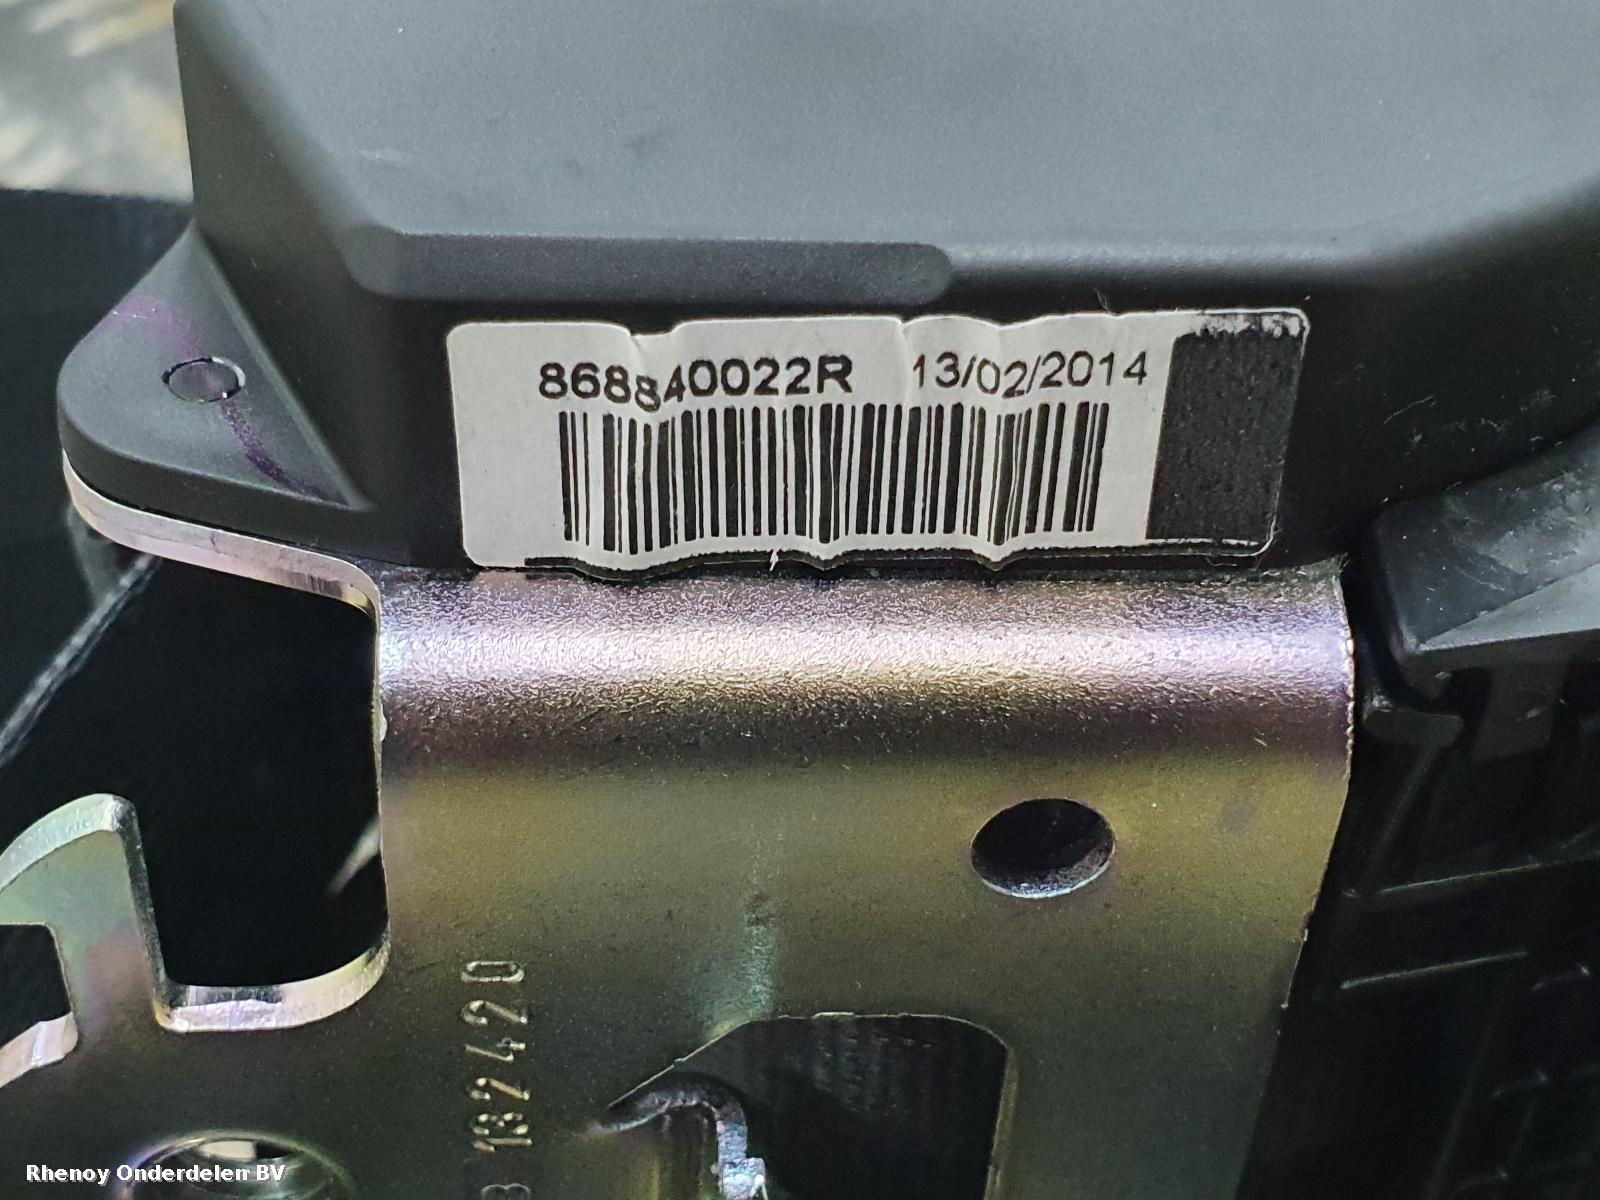 868840022R 13/02/2014
132420
Rhenoy Onderdelen BV